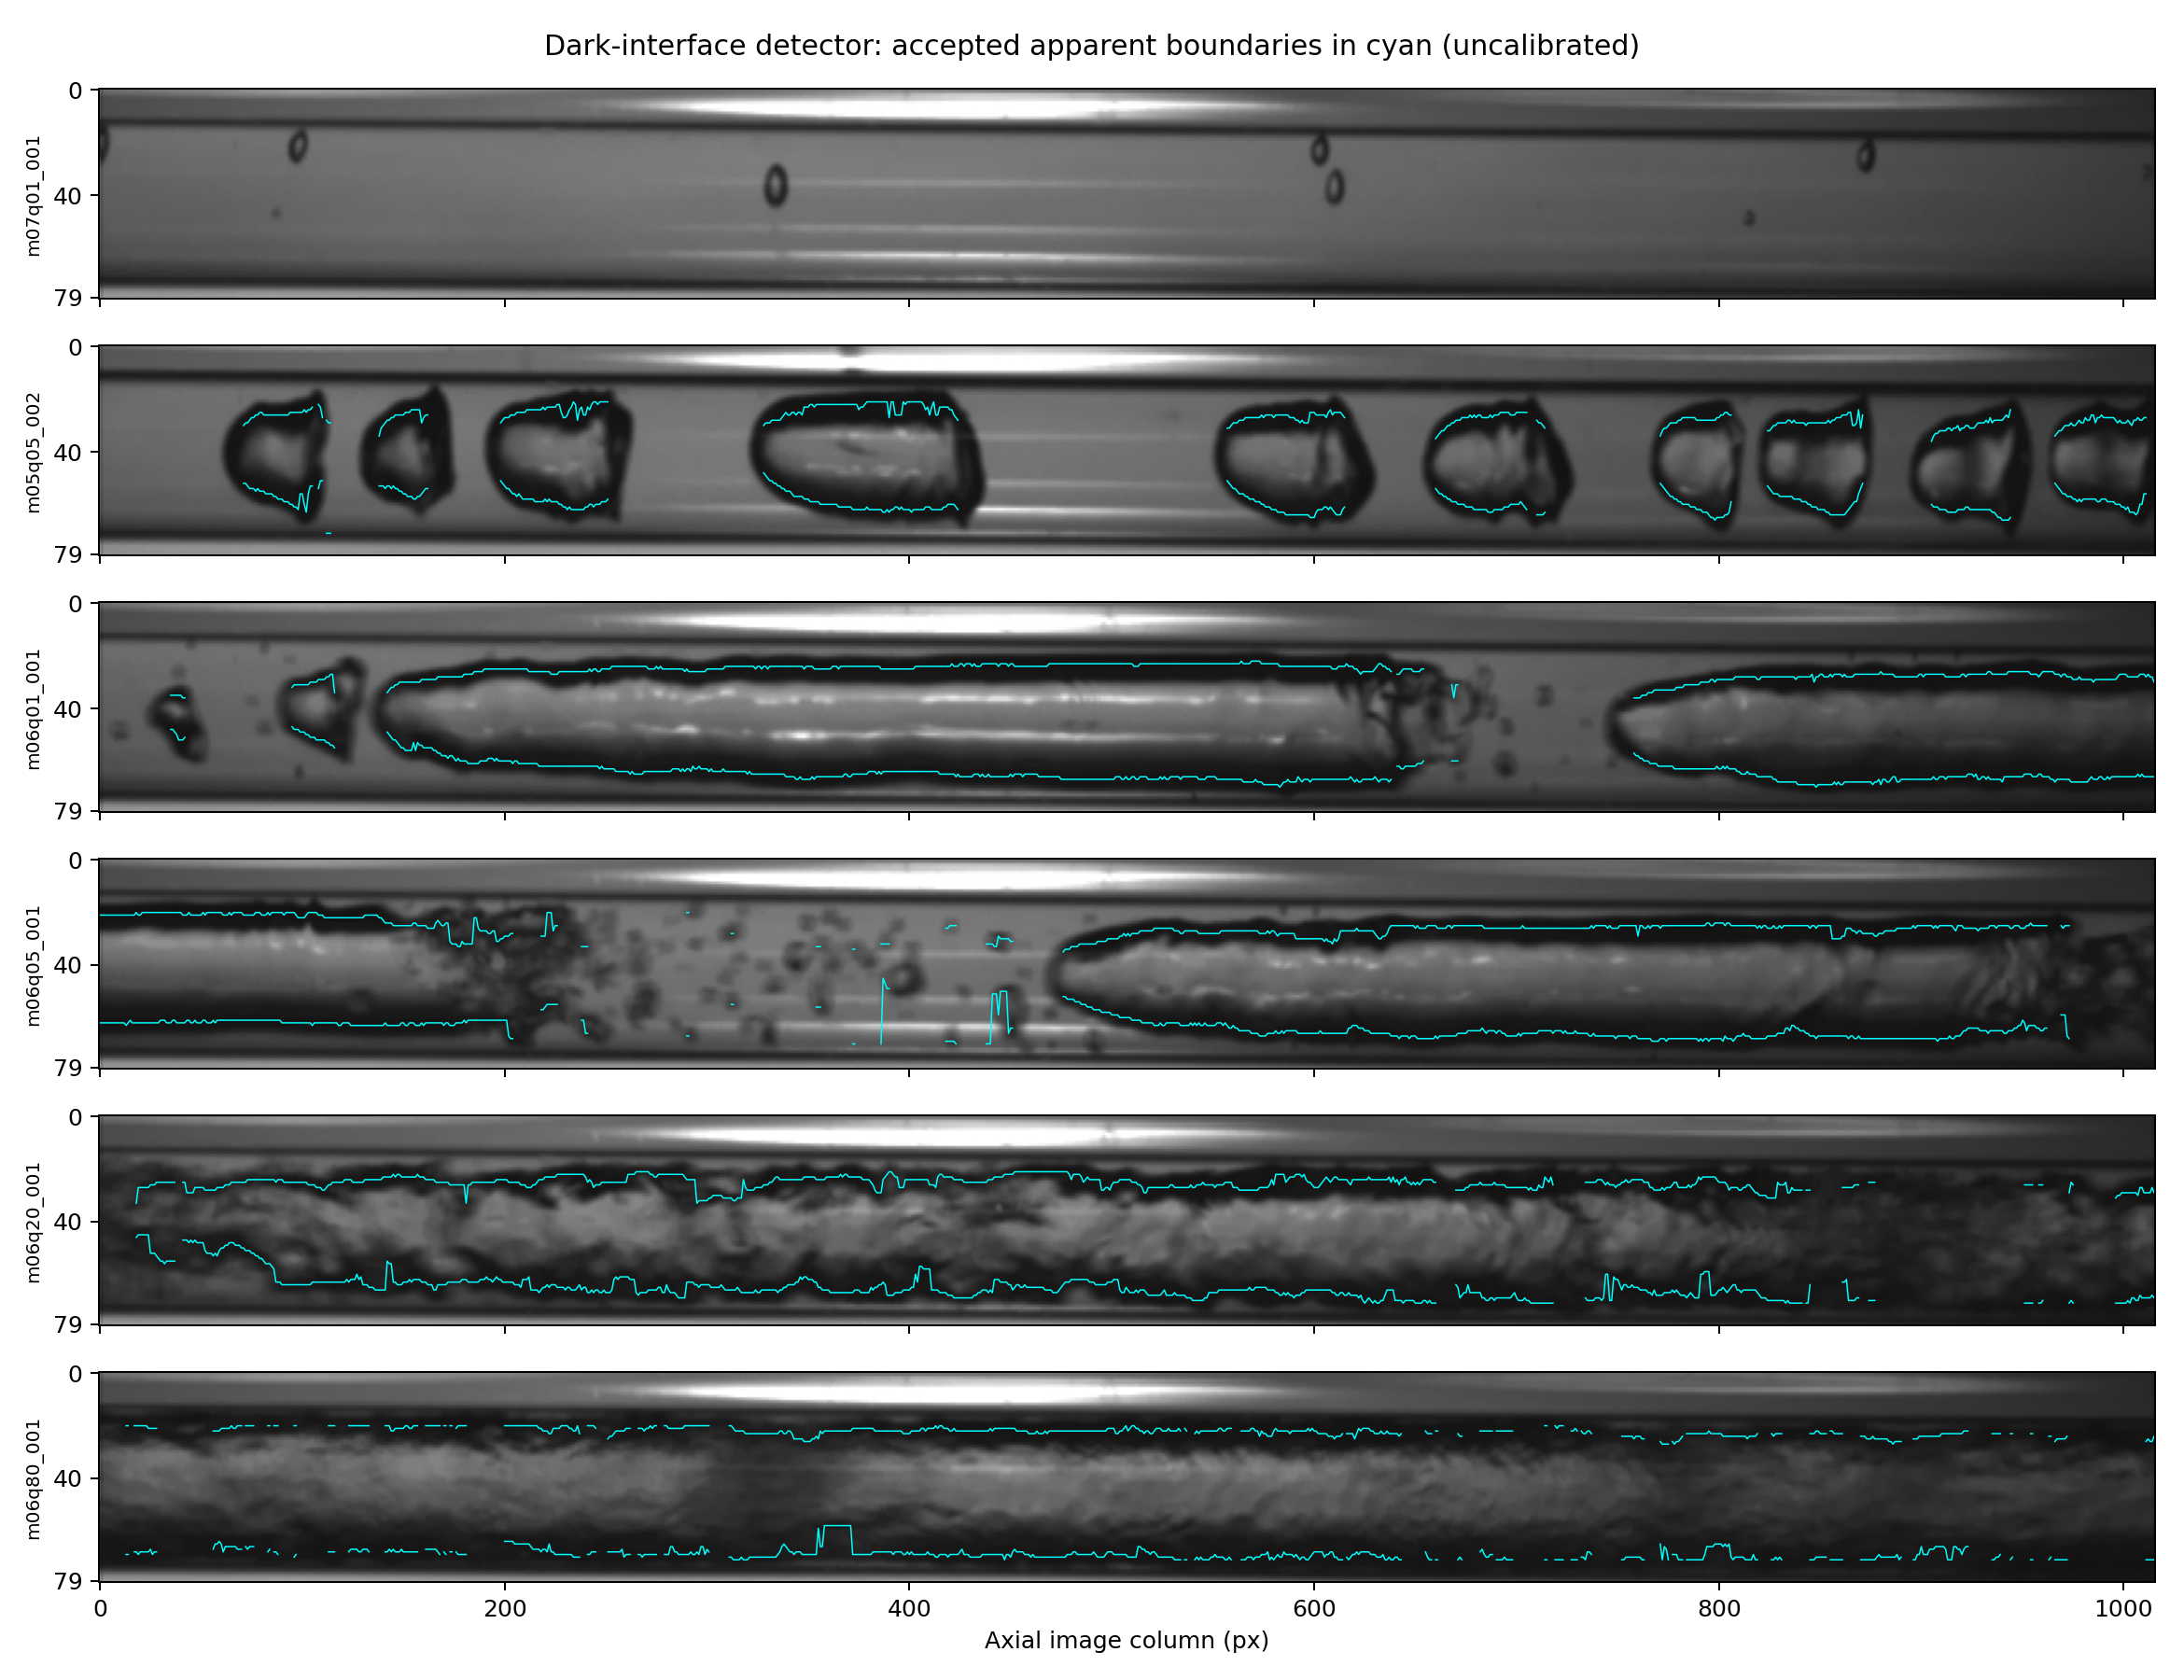 Dark-interface detector: accepted apparent boundaries in cyan (uncalibrated)
m07q01_001
0
40
79
m05q05_002
0
40
79
m06q01_001
0
40
79
m06q05_001
0
40
79
m06q20_001
0
40
79
m06q80_001
0
40
79
0 200 400 600 800 1000
Axial image column (px)